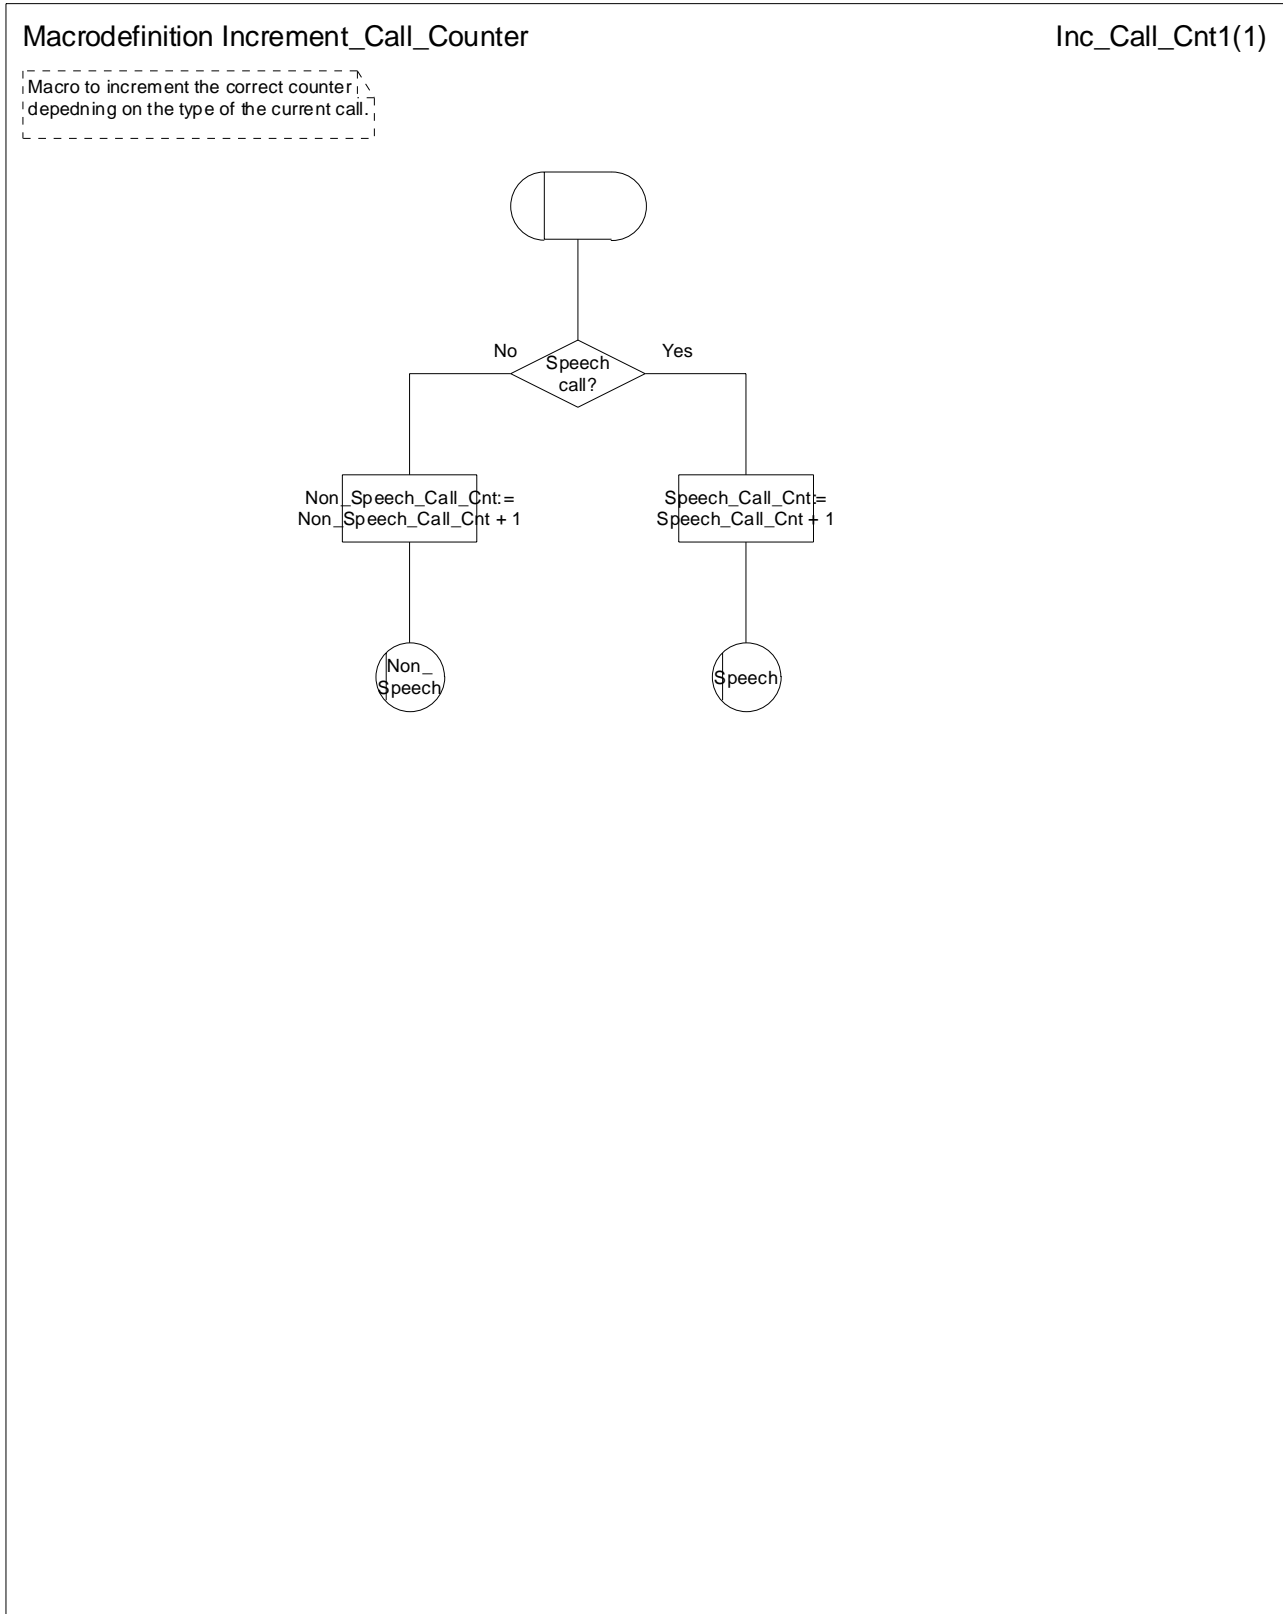 Macrodefinition Increment_Call_Counter
Inc_Call_Cnt1(1)
Macro to increment the correct counter
depedning on the type of the current call.
No
Yes
Speech
call?
Non_Speech_Call_Cnt:=
Non_Speech_Call_Cnt + 1
Speech_Call_Cnt:=
Speech_Call_Cnt + 1
Non_
Speech
Speech